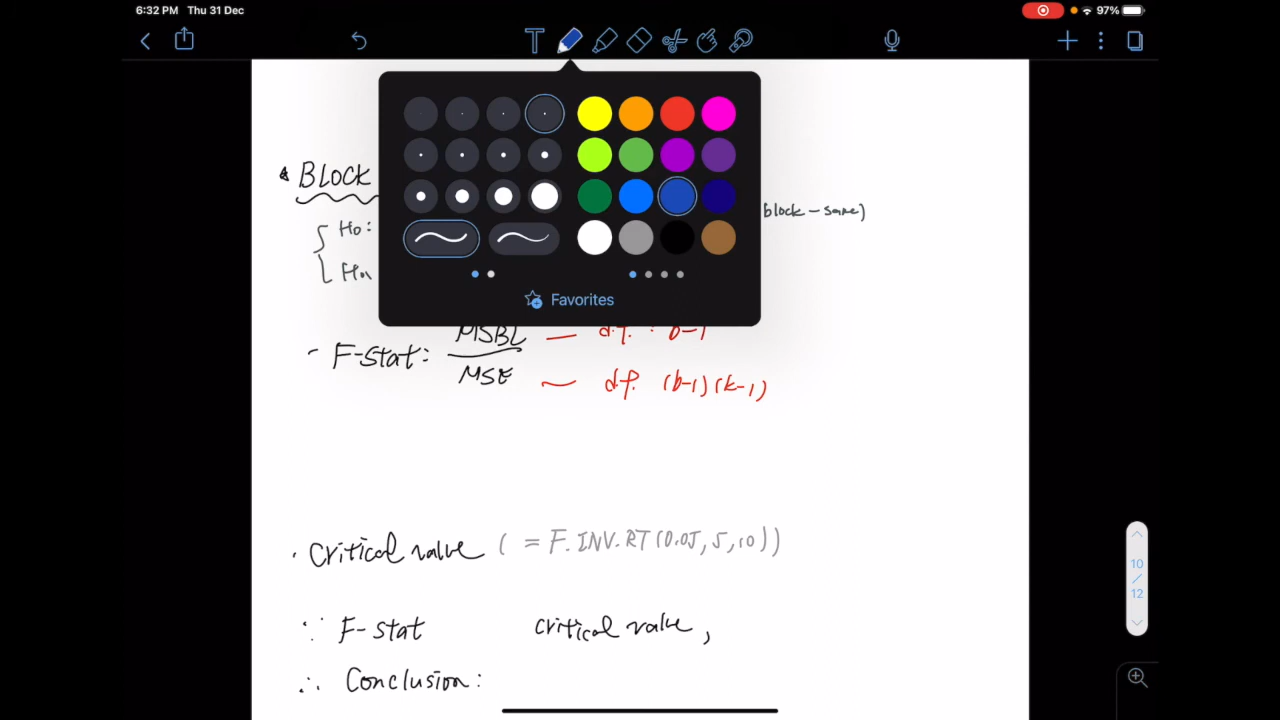 6:32 PM Thu 31 Dec
97%
T
Favorites
Block
block-same)
Ho:
Ha
F-stat: MSBL — d.f. : b-1
MSE — d.f. (b-1)(k-1)
· Critical value ( = F.INV.RT(0.05, 5, 10))
∵ F-stat critical value,
∴ Conclusion:
10
/
12